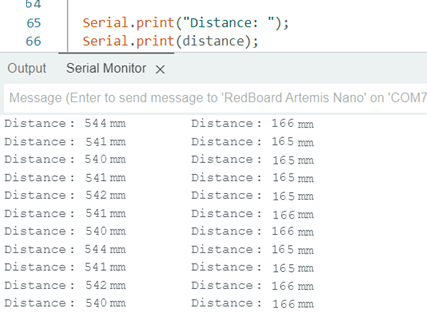 64
65 Serial.print("Distance: ");
66 Serial.print(distance);
Output Serial Monitor ×
Message (Enter to send message to 'RedBoard Artemis Nano' on 'COM7
Distance: 544 mm Distance: 166 mm
Distance: 541 mm Distance: 165 mm
Distance: 540 mm Distance: 165 mm
Distance: 541 mm Distance: 165 mm
Distance: 542 mm Distance: 165 mm
Distance: 541 mm Distance: 166 mm
Distance: 540 mm Distance: 166 mm
Distance: 544 mm Distance: 165 mm
Distance: 541 mm Distance: 165 mm
Distance: 542 mm Distance: 166 mm
Distance: 540 mm Distance: 166 mm